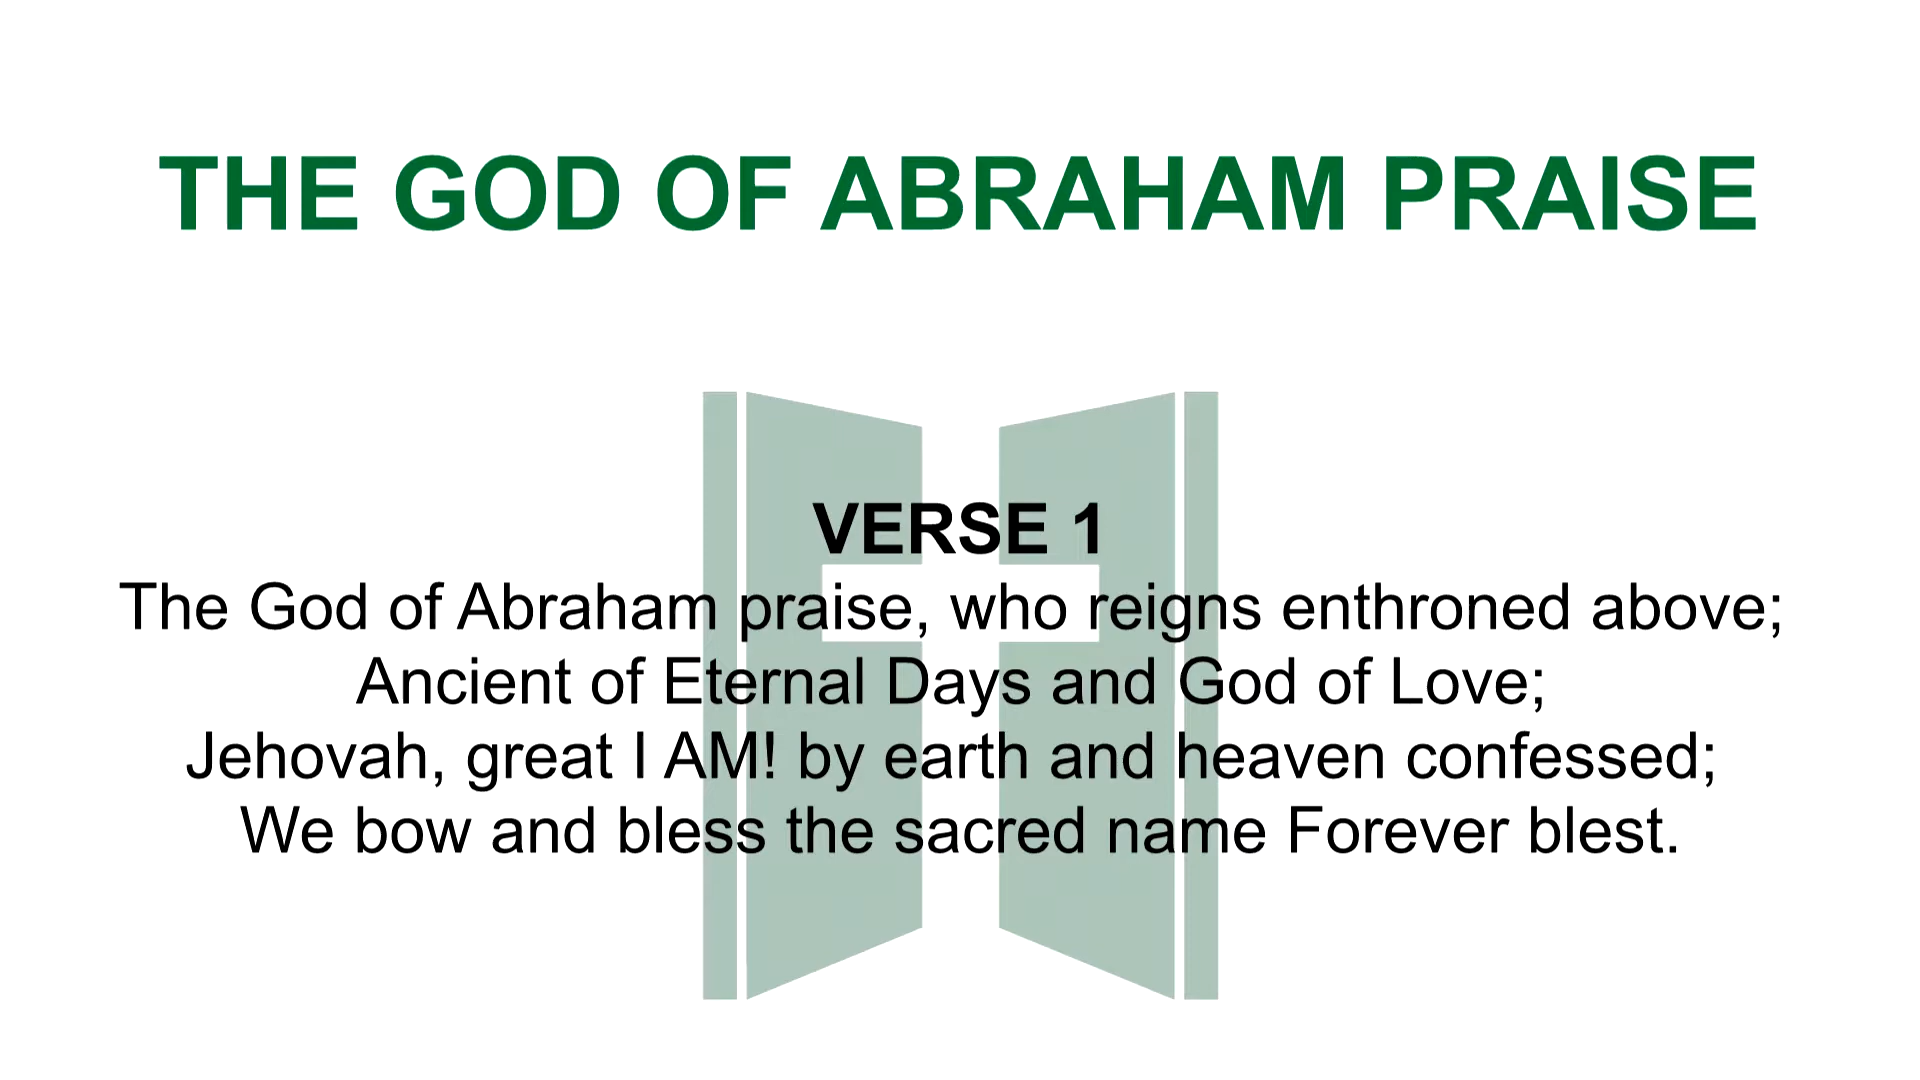 THE GOD OF ABRAHAM PRAISE
VERSE 1
The God of Abraham praise, who reigns enthroned above;
Ancient of Eternal Days and God of Love;
Jehovah, great I AM! by earth and heaven confessed;
We bow and bless the sacred name Forever blest.